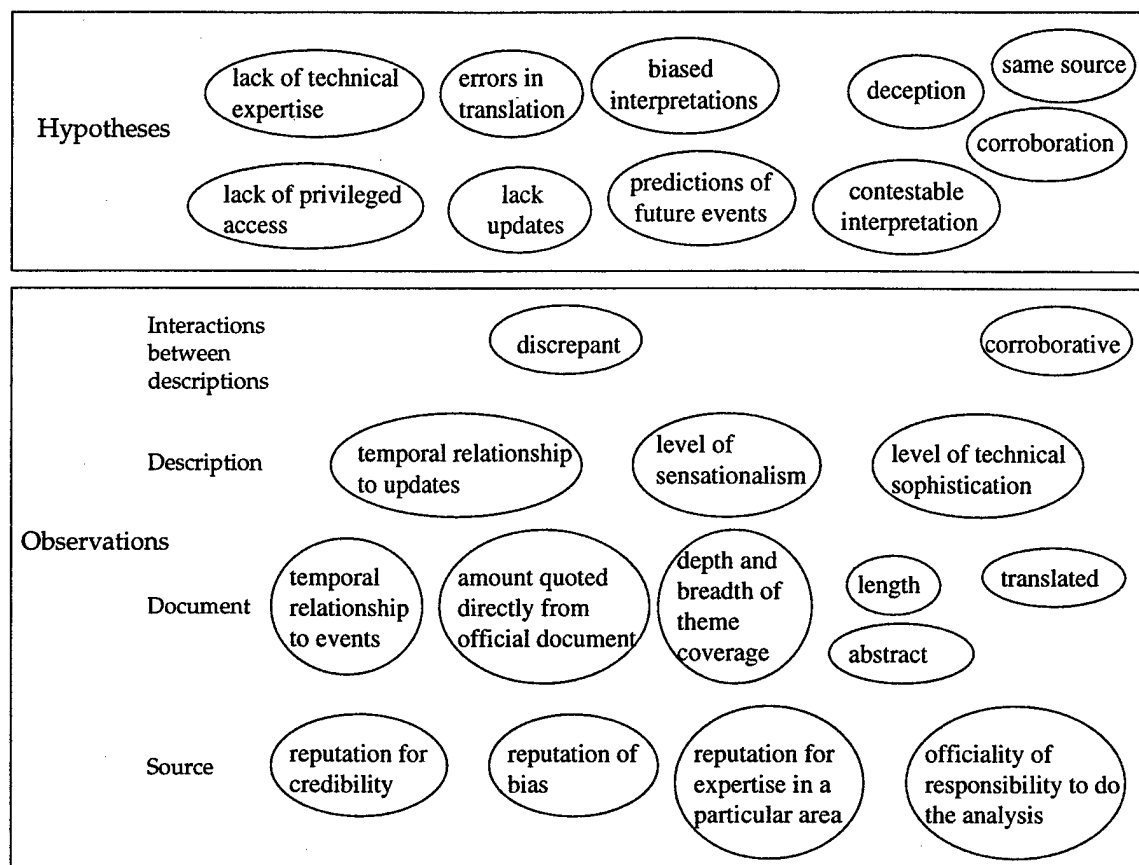 Hypotheses
lack of technical
expertise
errors in
translation
biased
interpretations
deception
same source
corroboration
lack of privileged
access
lack
updates
predictions of
future events
contestable
interpretation
Observations
Interactions
between
descriptions
discrepant
corroborative
Description
temporal relationship
to updates
level of
sensationalism
level of technical
sophistication
Document
temporal
relationship
to events
amount quoted
directly from
official document
depth and
breadth of
theme
coverage
length
abstract
translated
Source
reputation for
credibility
reputation of
bias
reputation for
expertise in a
particular area
officiality of
responsibility to do
the analysis